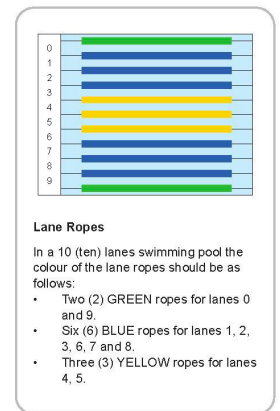 0
1
2
3
4
5
6
7
8
9
Lane Ropes
In a 10 (ten) lanes swimming pool the
colour of the lane ropes should be as
follows:
• Two (2) GREEN ropes for lanes 0
and 9.
• Six (6) BLUE ropes for lanes 1, 2,
3, 6, 7 and 8.
• Three (3) YELLOW ropes for lanes
4, 5.